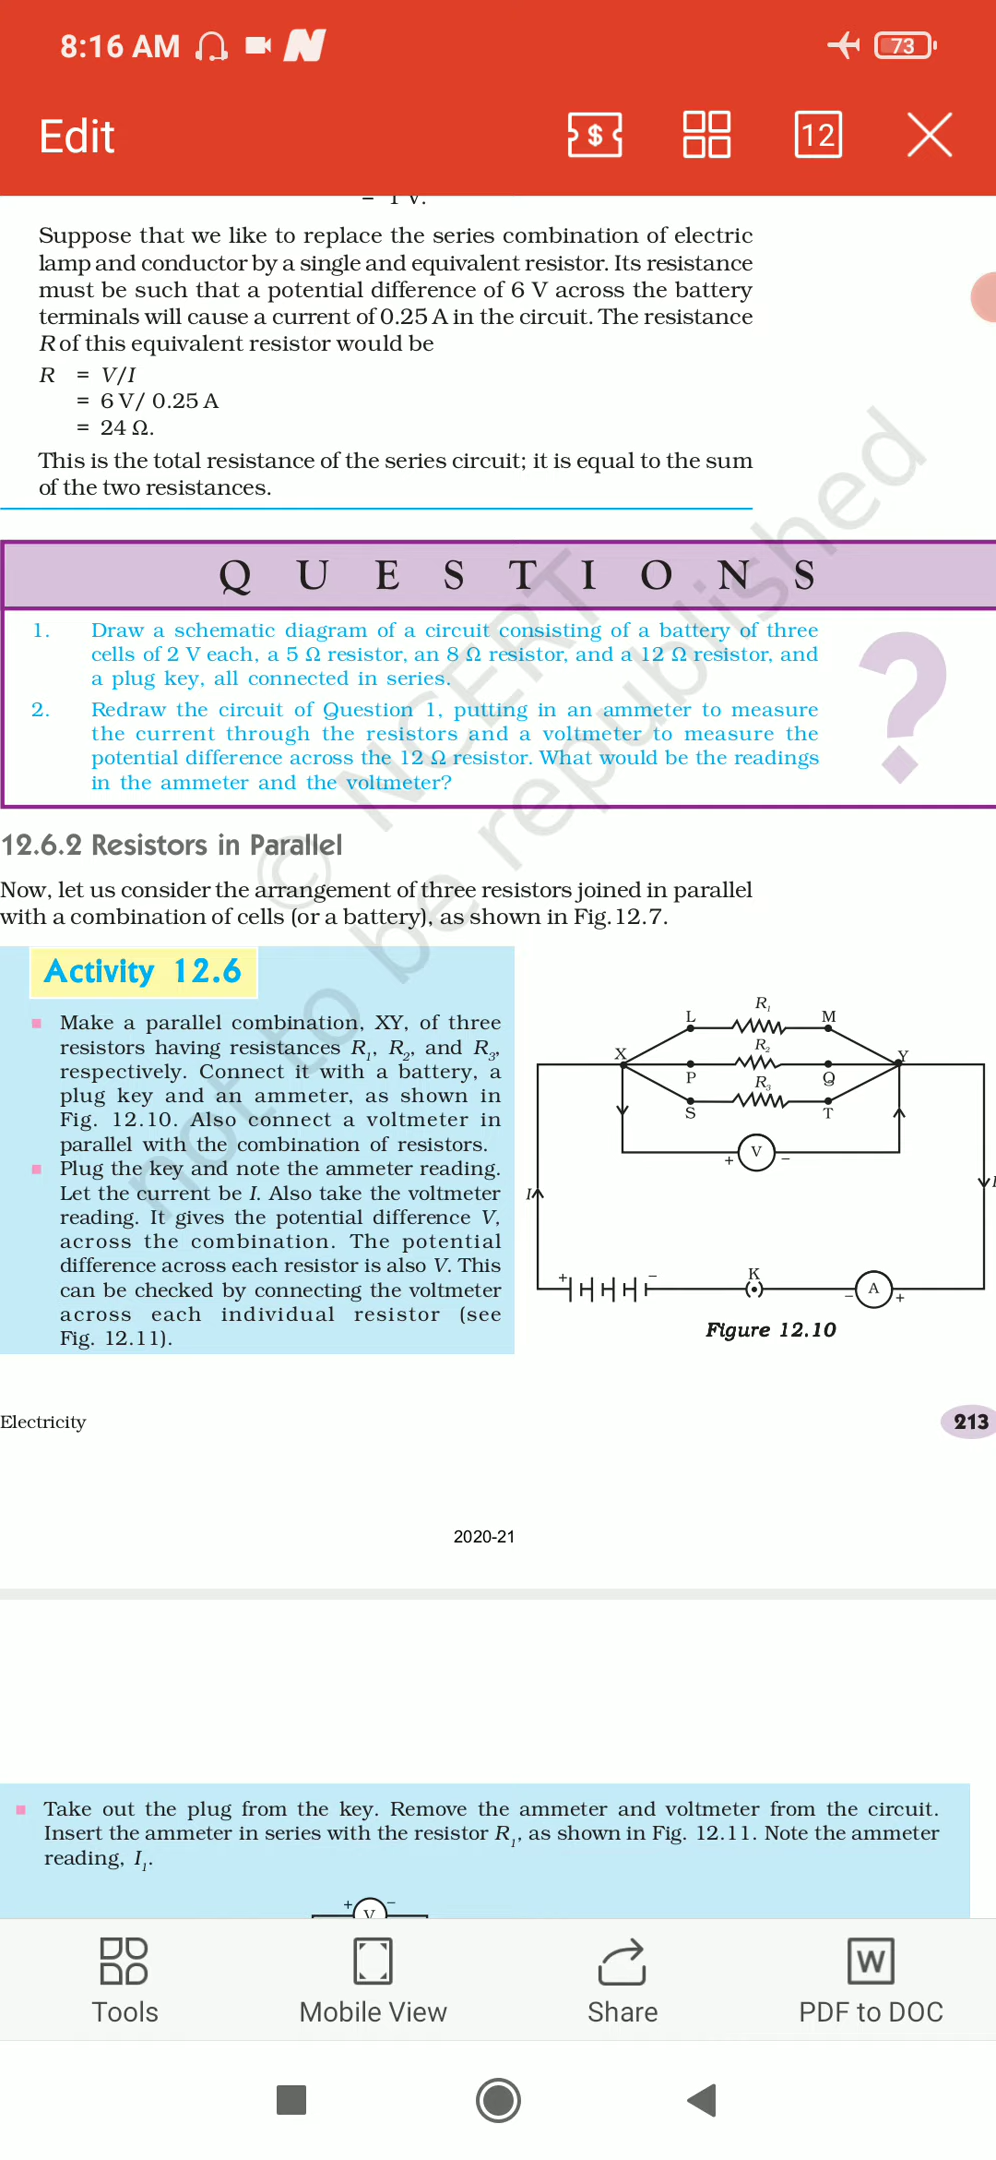 8:16 AM
73
Edit
$
12
= 1 V.
Suppose that we like to replace the series combination of electric
lamp and conductor by a single and equivalent resistor. Its resistance
must be such that a potential difference of 6 V across the battery
terminals will cause a current of 0.25 A in the circuit. The resistance
R of this equivalent resistor would be
R = V/I
= 6 V/ 0.25 A
= 24 Ω.
This is the total resistance of the series circuit; it is equal to the sum
of the two resistances.
QUESTIONS
1. Draw a schematic diagram of a circuit consisting of a battery of three
cells of 2 V each, a 5 Ω resistor, an 8 Ω resistor, and a 12 Ω resistor, and
a plug key, all connected in series.
2. Redraw the circuit of Question 1, putting in an ammeter to measure
the current through the resistors and a voltmeter to measure the
potential difference across the 12 Ω resistor. What would be the readings
in the ammeter and the voltmeter?
?
© NCERT
not to be republished
12.6.2 Resistors in Parallel
Now, let us consider the arrangement of three resistors joined in parallel
with a combination of cells (or a battery), as shown in Fig.12.7.
Activity 12.6
Make a parallel combination, XY, of three
resistors having resistances R₁, R₂, and R₃,
respectively. Connect it with a battery, a
plug key and an ammeter, as shown in
Fig. 12.10. Also connect a voltmeter in
parallel with the combination of resistors.
Plug the key and note the ammeter reading.
Let the current be I. Also take the voltmeter
reading. It gives the potential difference V,
across the combination. The potential
difference across each resistor is also V. This
can be checked by connecting the voltmeter
across each individual resistor (see
Fig. 12.11).
R₁
L M
R₂
X Y
P Q
R₃
S T
+ V −
I I
+ − K − A +
Figure 12.10
Electricity
213
2020-21
Take out the plug from the key. Remove the ammeter and voltmeter from the circuit.
Insert the ammeter in series with the resistor R₁, as shown in Fig. 12.11. Note the ammeter
reading, I₁.
+ V −
Tools
Mobile View
Share
W
PDF to DOC